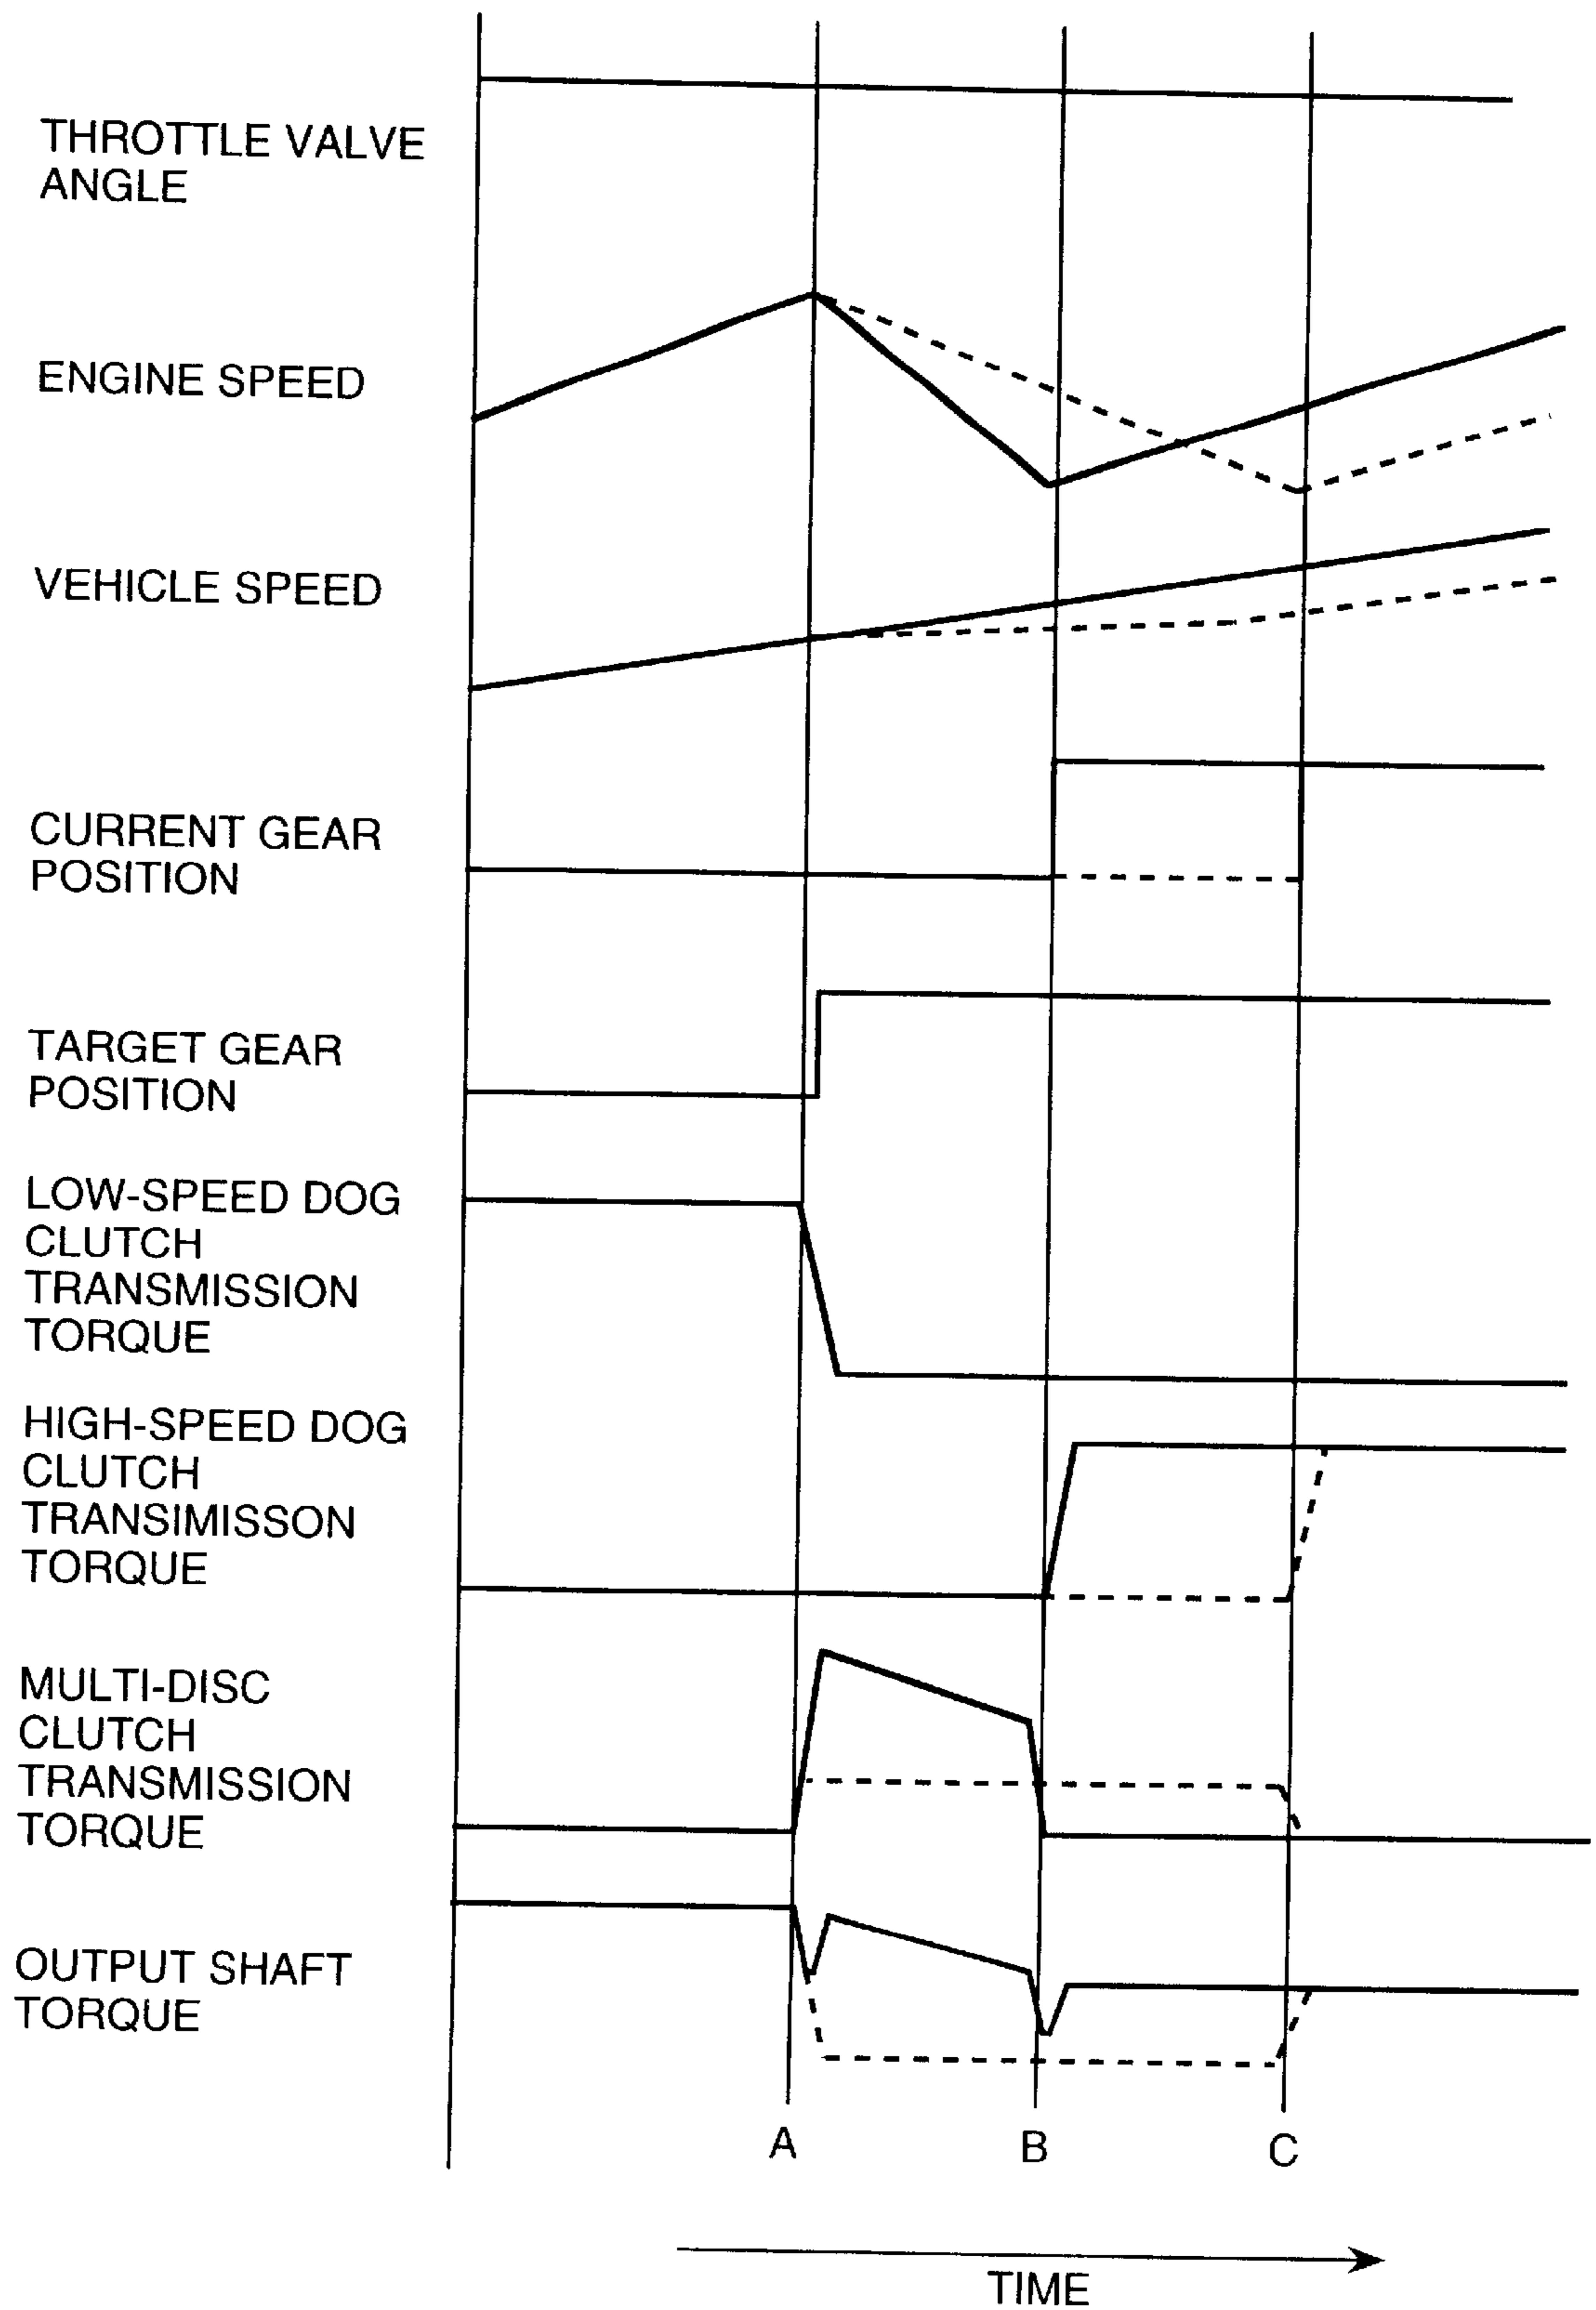 THROTTLE VALVE
ANGLE
ENGINE SPEED
VEHICLE SPEED
CURRENT GEAR
POSITION
TARGET GEAR
POSITION
LOW-SPEED DOG
CLUTCH
TRANSMISSION
TORQUE
HIGH-SPEED DOG
CLUTCH
TRANSIMISSON
TORQUE
MULTI-DISC
CLUTCH
TRANSMISSION
TORQUE
OUTPUT SHAFT
TORQUE
A B C
TIME